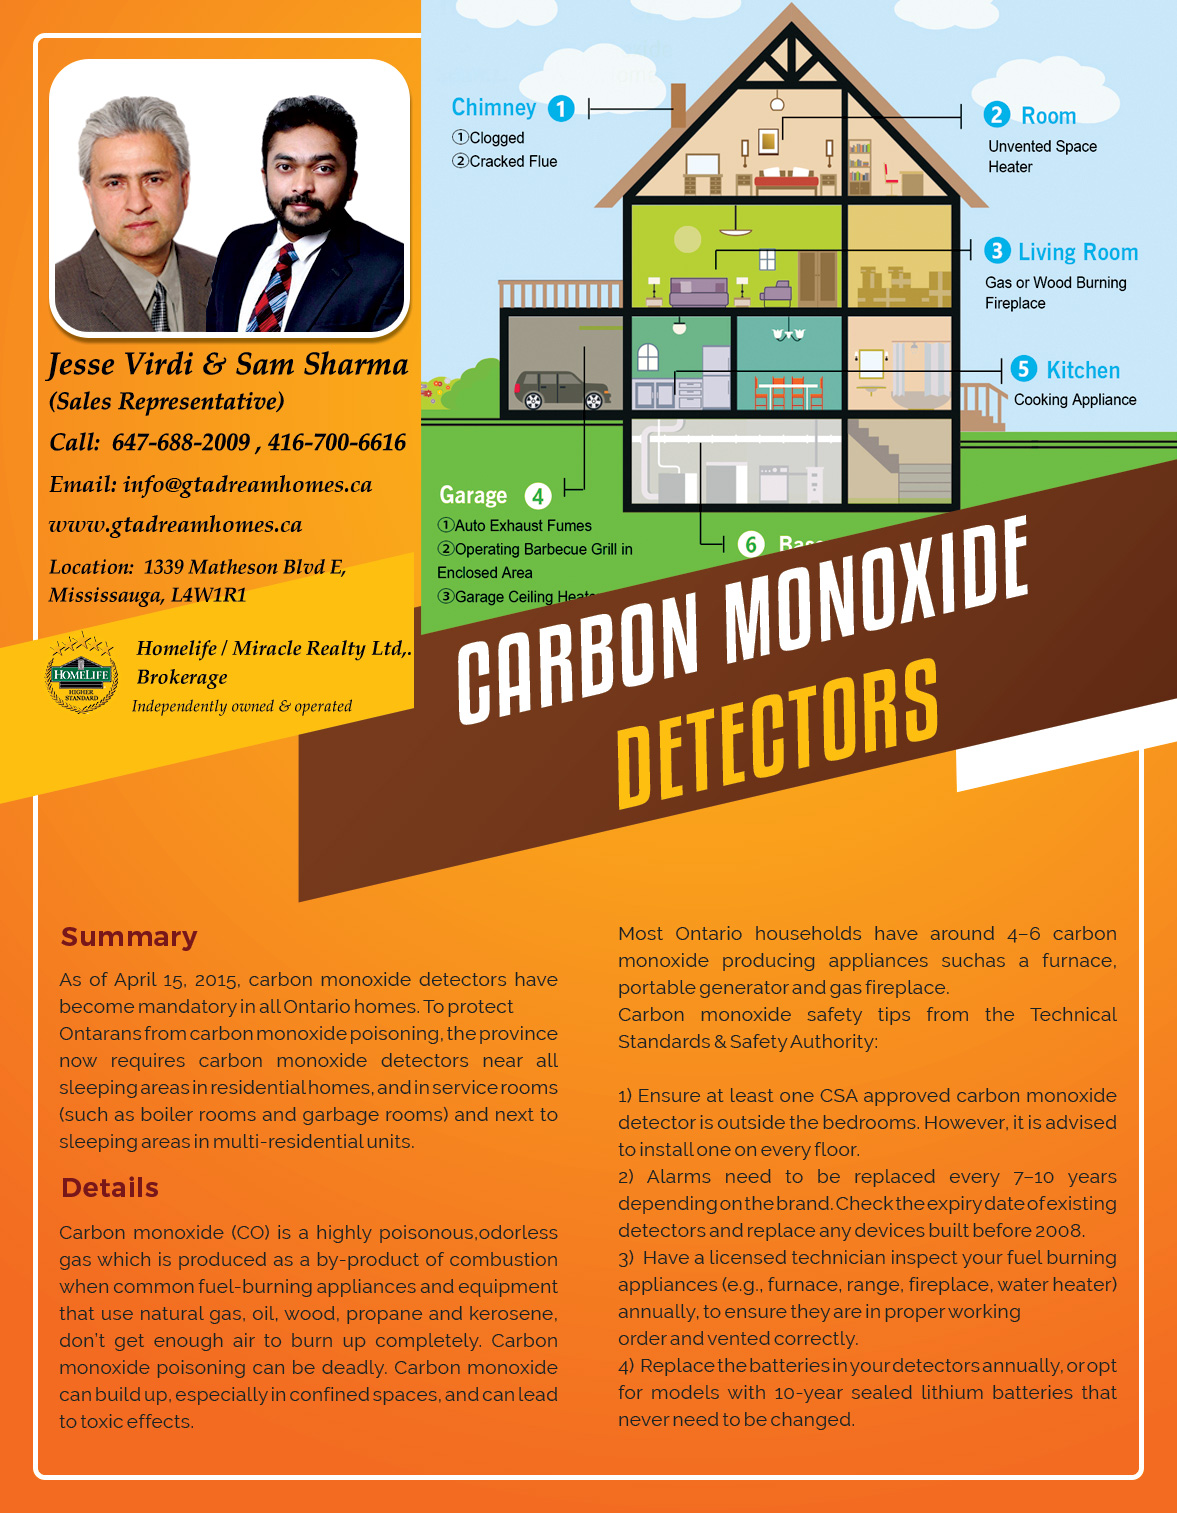 Jesse Virdi & Sam Sharma
(Sales Representative)
Call: 647-688-2009 , 416-700-6616
Email: info@gtadreamhomes.ca
www.gtadreamhomes.ca
Location: 1339 Matheson Blvd E,
Mississauga, L4W1R1
HOMELIFE
HIGHER
STANDARD
Homelife / Miracle Realty Ltd,.
Brokerage
Independently owned & operated
Chimney 1
①Clogged
②Cracked Flue
2 Room
Unvented Space
Heater
3 Living Room
Gas or Wood Burning
Fireplace
5 Kitchen
Cooking Appliance
Garage 4
①Auto Exhaust Fumes
②Operating Barbecue Grill in
Enclosed Area
③Garage Ceiling
6
CARBON MONOXIDE
DETECTORS
Summary
As of April 15, 2015, carbon monoxide detectors have
become mandatory in all Ontario homes. To protect
Ontarans from carbon monoxide poisoning, the province
now requires carbon monoxide detectors near all
sleeping areas in residential homes, and in service rooms
(such as boiler rooms and garbage rooms) and next to
sleeping areas in multi-residential units.
Details
Carbon monoxide (CO) is a highly poisonous,odorless
gas which is produced as a by-product of combustion
when common fuel-burning appliances and equipment
that use natural gas, oil, wood, propane and kerosene,
don't get enough air to burn up completely. Carbon
monoxide poisoning can be deadly. Carbon monoxide
can build up, especially in confined spaces, and can lead
to toxic effects.
Most Ontario households have around 4–6 carbon
monoxide producing appliances suchas a furnace,
portable generator and gas fireplace.
Carbon monoxide safety tips from the Technical
Standards & Safety Authority:
1) Ensure at least one CSA approved carbon monoxide
detector is outside the bedrooms. However, it is advised
to install one on every floor.
2) Alarms need to be replaced every 7–10 years
depending on the brand. Check the expiry date of existing
detectors and replace any devices built before 2008.
3) Have a licensed technician inspect your fuel burning
appliances (e.g., furnace, range, fireplace, water heater)
annually, to ensure they are in proper working
order and vented correctly.
4) Replace the batteries in your detectors annually, or opt
for models with 10-year sealed lithium batteries that
never need to be changed.